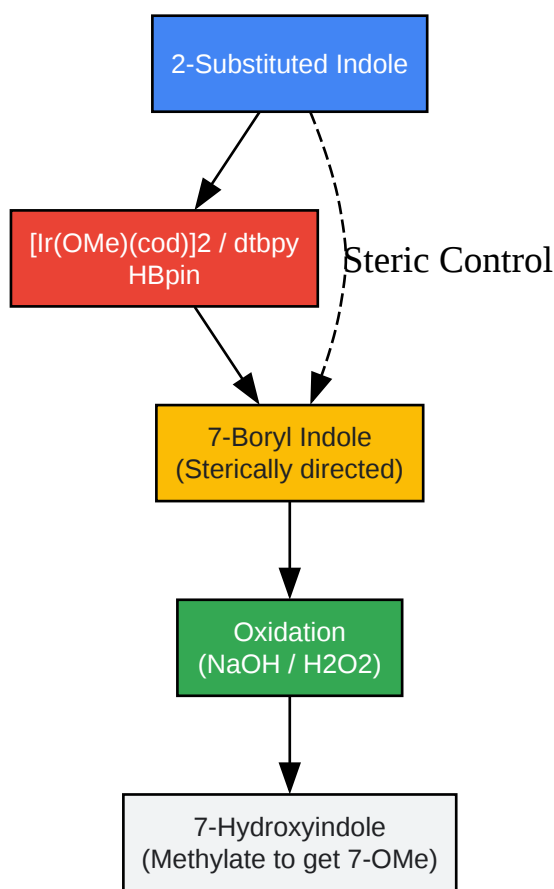 2-Substituted Indole
[Ir(OMe)(cod)]2 / dtbpy
HBpin
Steric Control
7-Boryl Indole
(Sterically directed)
Oxidation
(NaOH / H2O2)
7-Hydroxyindole
(Methylate to get 7-OMe)